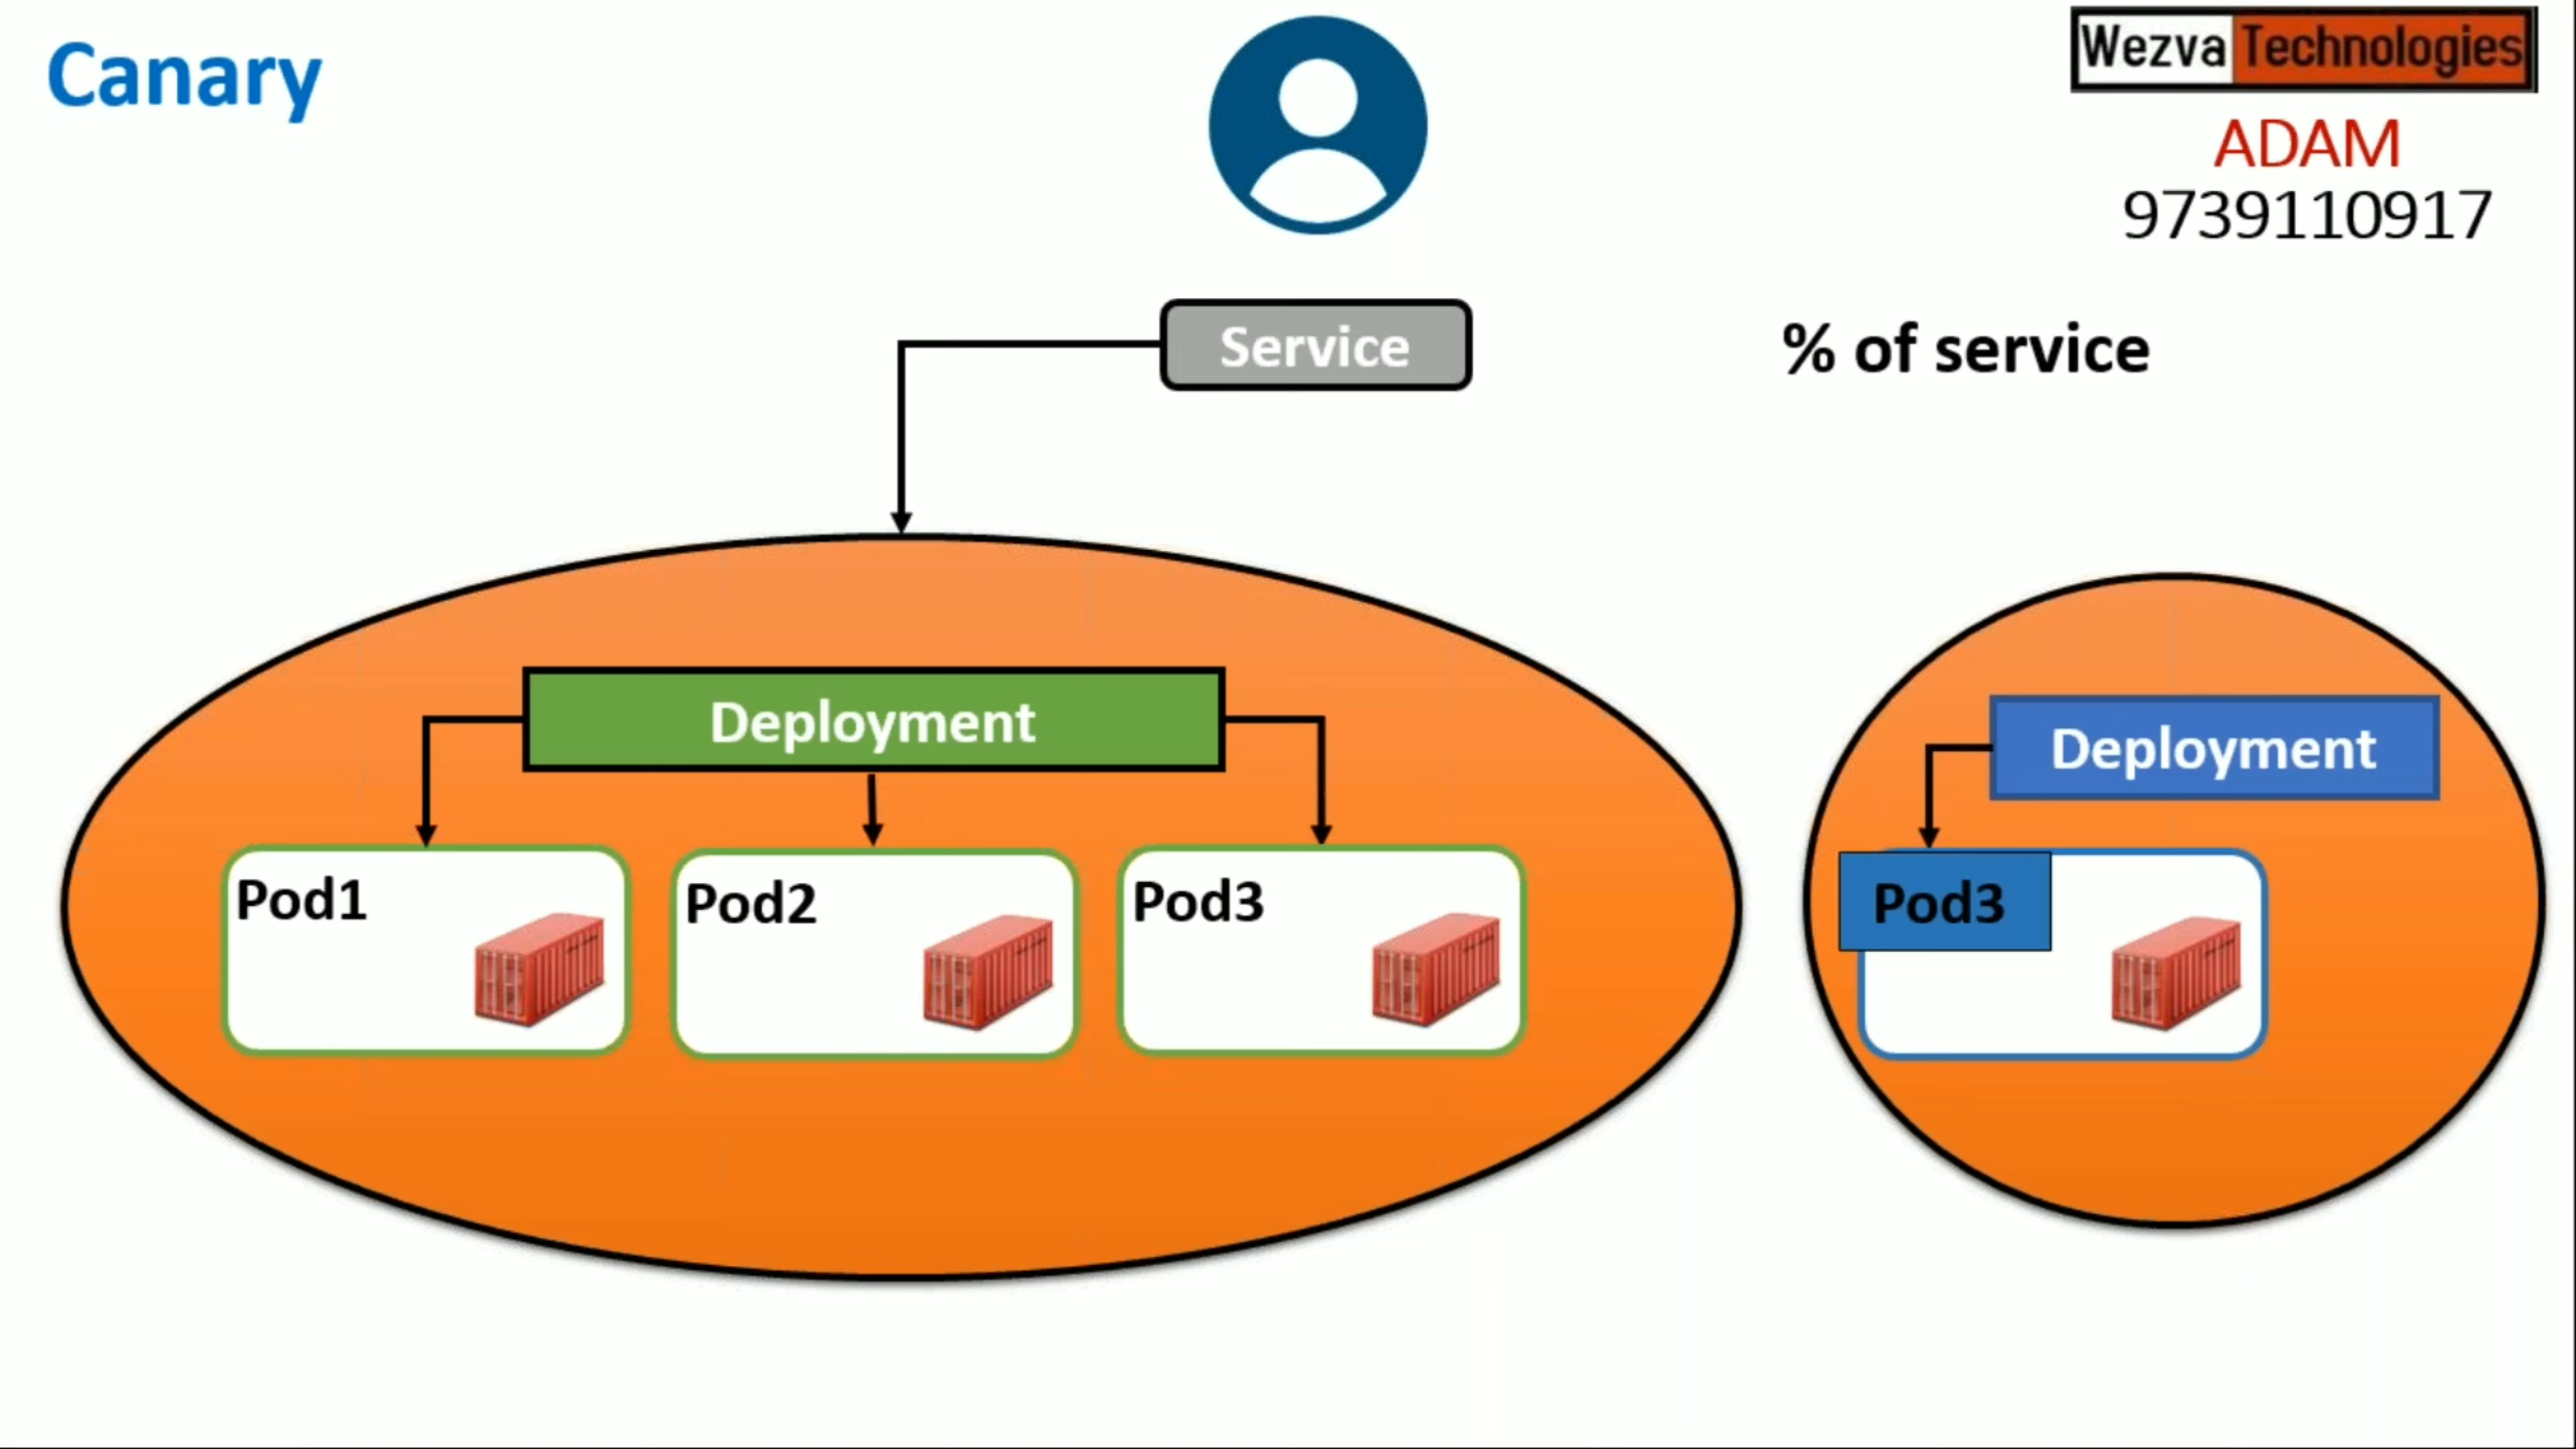 Canary
Wezva Technologies
ADAM
9739110917
Service
% of service
Deployment
Deployment
Pod1
Pod2
Pod3
Pod3